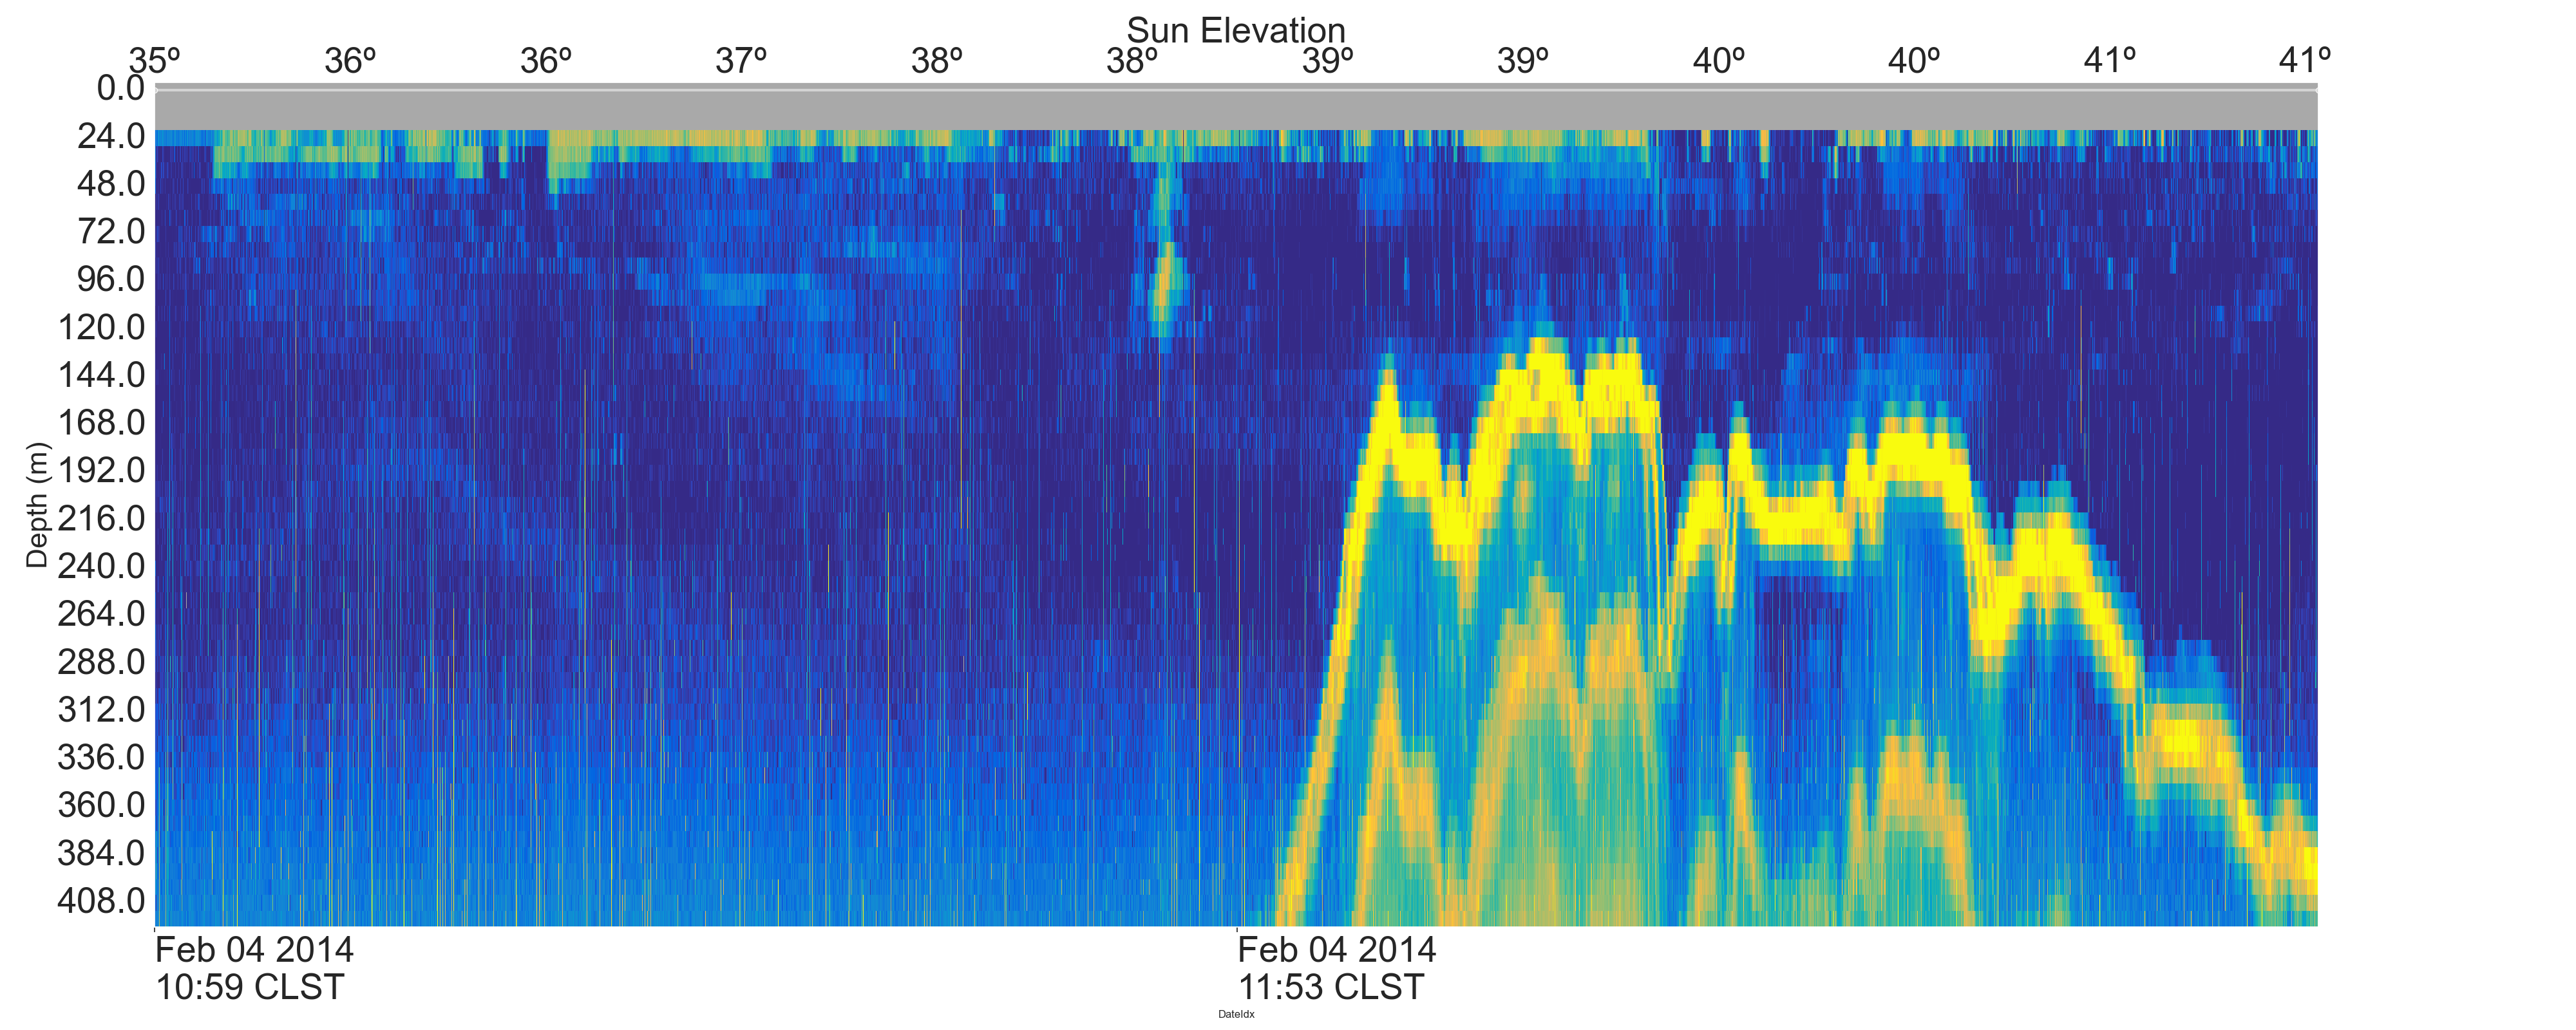 Sun Elevation
35º 36º 36º 37º 38º 38º 39º 39º 40º 40º 41º 41º
0.0
24.0
48.0
72.0
96.0
120.0
144.0
168.0
192.0
216.0
240.0
264.0
288.0
312.0
336.0
360.0
384.0
408.0
Depth (m)
Feb 04 2014
10:59 CLST
Feb 04 2014
11:53 CLST
DateIdx